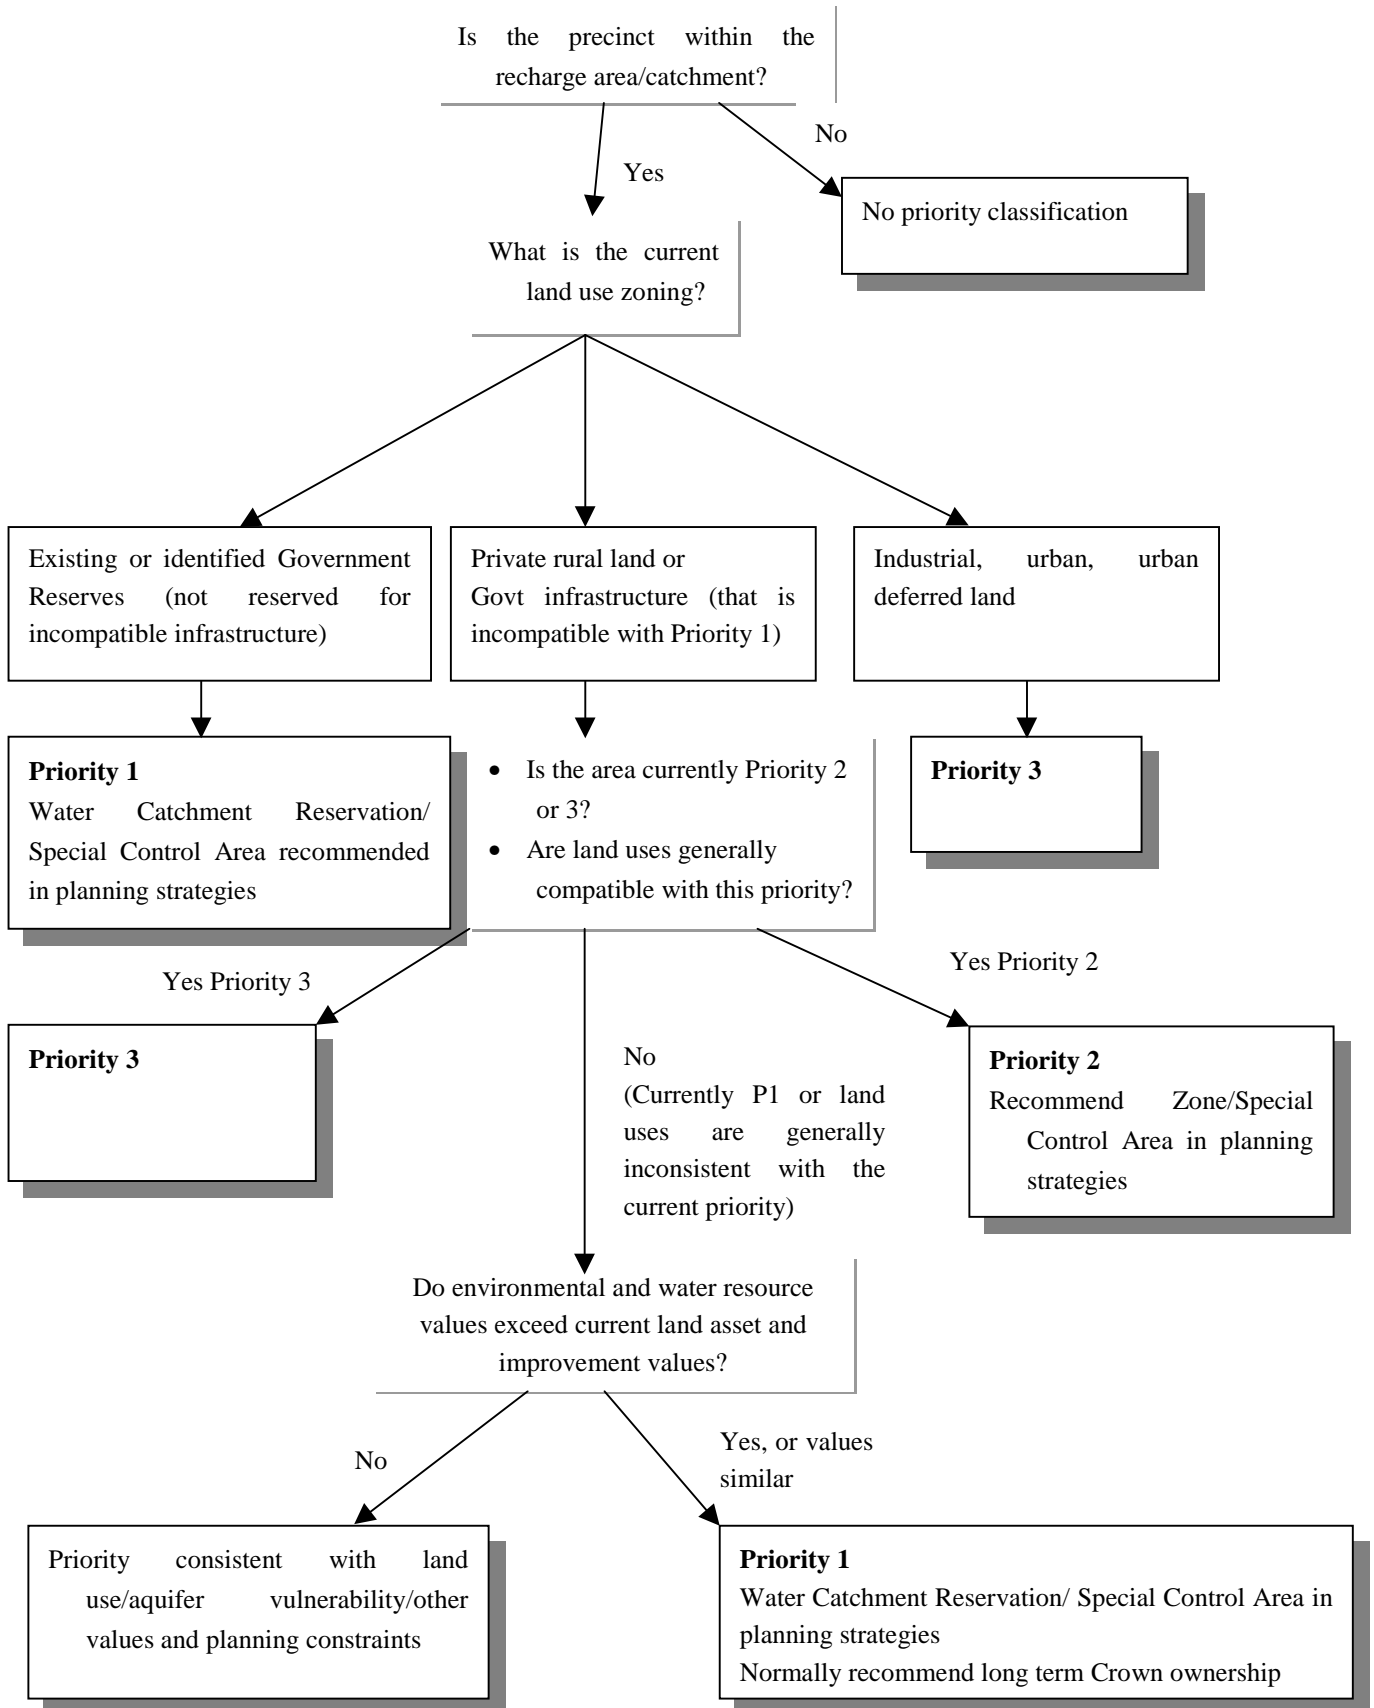 Is the precinct within the
recharge area/catchment?
No
Yes
No priority classification
What is the current
land use zoning?
Existing or identified Government
Reserves (not reserved for
incompatible infrastructure)
Private rural land or
Govt infrastructure (that is
incompatible with Priority 1)
Industrial, urban, urban
deferred land
Priority 1
Water Catchment Reservation/
Special Control Area recommended
in planning strategies
• Is the area currently Priority 2
or 3?
• Are land uses generally
compatible with this priority?
Priority 3
Yes Priority 3
Yes Priority 2
Priority 3
No
(Currently P1 or land
uses are generally
inconsistent with the
current priority)
Priority 2
Recommend Zone/Special
Control Area in planning
strategies
Do environmental and water resource
values exceed current land asset and
improvement values?
No
Yes, or values
similar
Priority consistent with land
use/aquifer vulnerability/other
values and planning constraints
Priority 1
Water Catchment Reservation/ Special Control Area in
planning strategies
Normally recommend long term Crown ownership